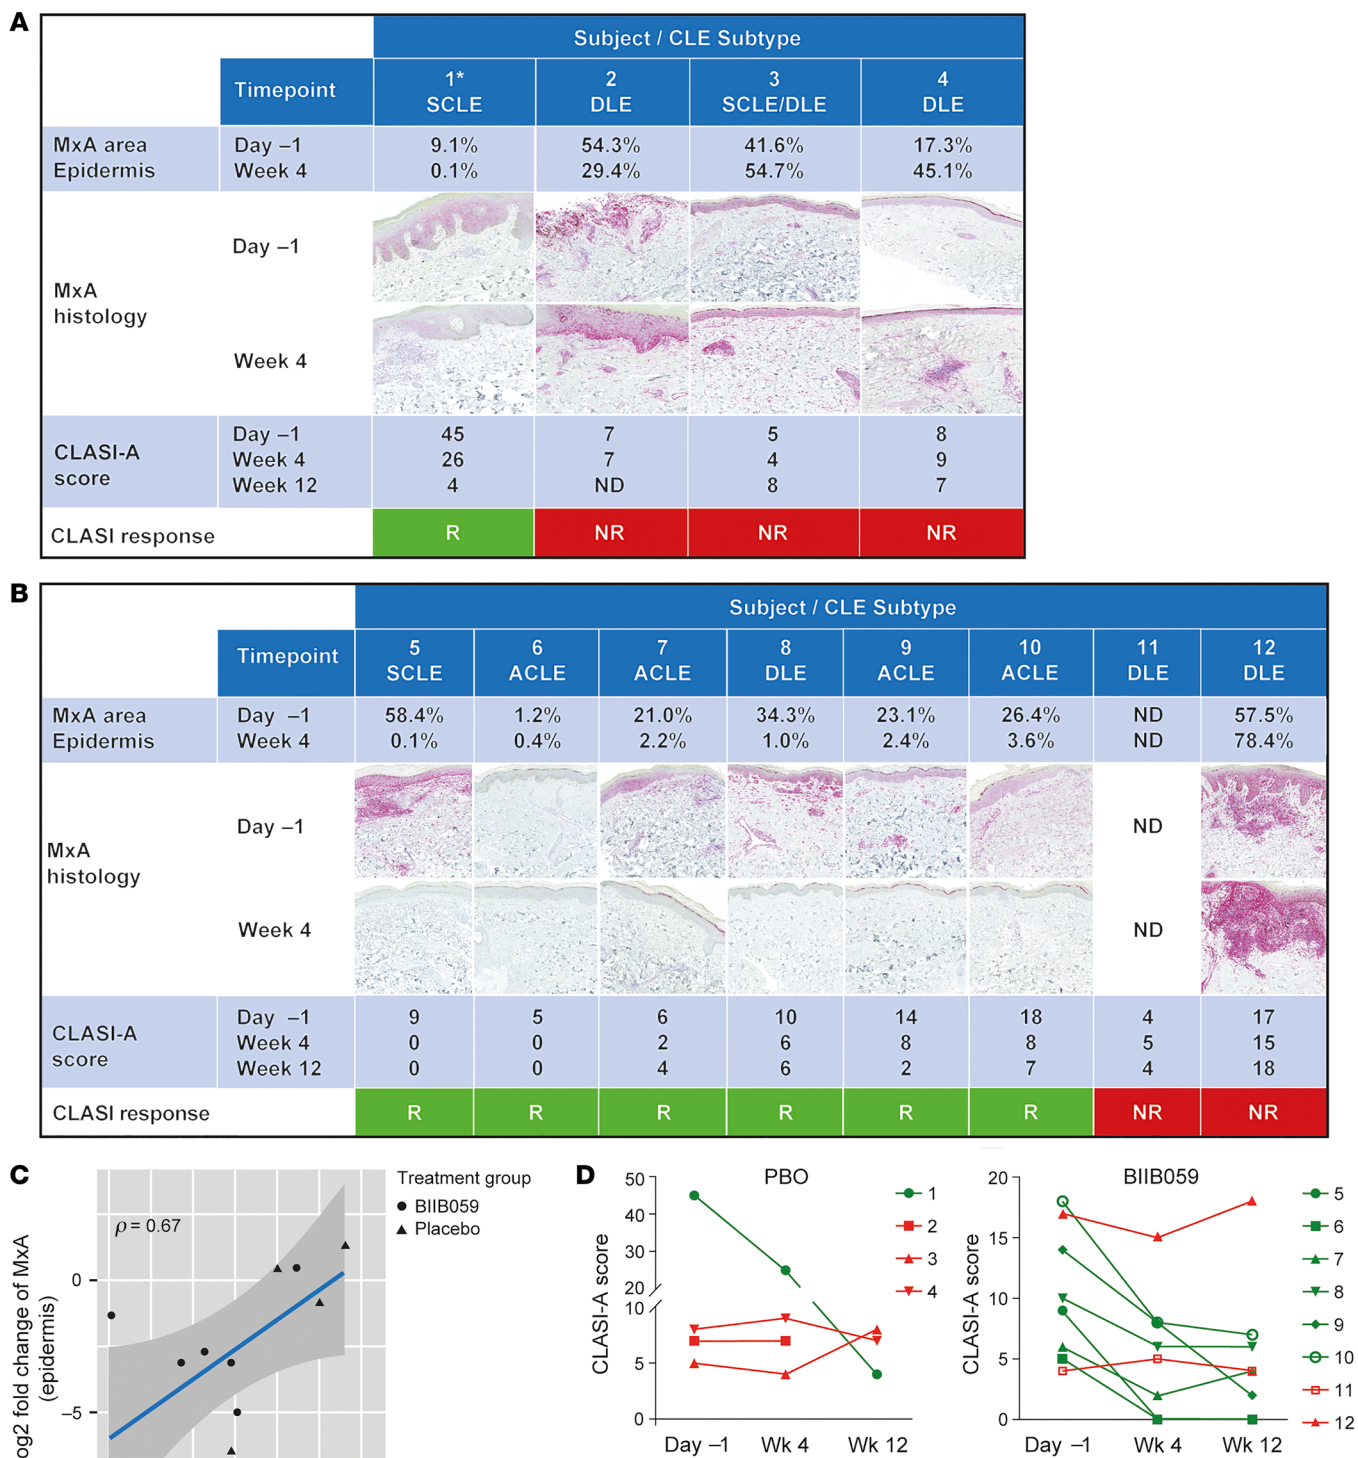 A
Subject / CLE Subtype
Timepoint 1* 2 3 4
SCLE DLE SCLE/DLE DLE
MxA area Day –1 9.1% 54.3% 41.6% 17.3%
Epidermis Week 4 0.1% 29.4% 54.7% 45.1%
Day –1
MxA
histology
Week 4
CLASI-A Day –1 45 7 5 8
score Week 4 26 7 4 9
Week 12 4 ND 8 7
CLASI response R NR NR NR
B
Subject / CLE Subtype
Timepoint 5 6 7 8 9 10 11 12
SCLE ACLE ACLE DLE ACLE ACLE DLE DLE
MxA area Day –1 58.4% 1.2% 21.0% 34.3% 23.1% 26.4% ND 57.5%
Epidermis Week 4 0.1% 0.4% 2.2% 1.0% 2.4% 3.6% ND 78.4%
Day –1 ND
MxA
histology
Week 4 ND
CLASI-A Day –1 9 5 6 10 14 18 4 17
score Week 4 0 0 2 6 8 8 5 15
Week 12 0 0 4 6 2 7 4 18
CLASI response R R R R R R NR NR
C
ρ = 0.67
Treatment group
BIIB059
Placebo
0
–5
og2 fold change of MxA
(epidermis)
D
PBO
50
40
30
20
10
5
0
CLASI-A score
Day –1 Wk 4 Wk 12
1
2
3
4
BIIB059
20
15
10
5
0
CLASI-A score
Day –1 Wk 4 Wk 12
5
6
7
8
9
10
11
12